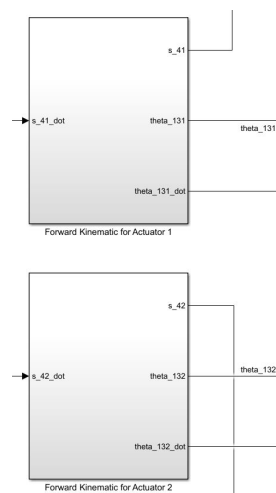 s_41
s_41_dot
theta_131
theta_131
theta_131_dot
Forward Kinematic for Actuator 1
s_42
s_42_dot
theta_132
theta_132
theta_132_dot
Forward Kinematic for Actuator 2